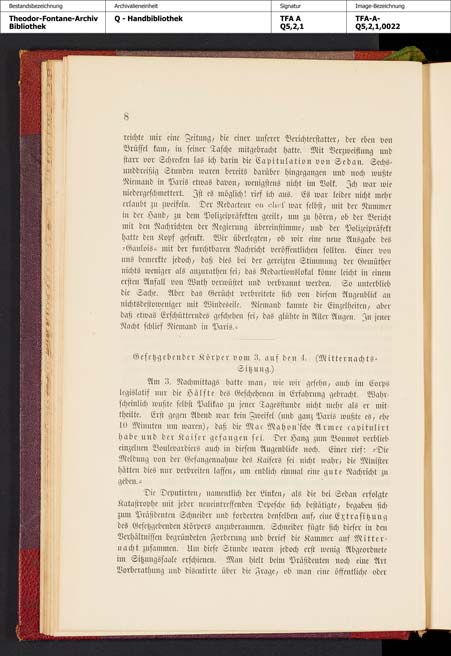 Bestandsbezeichnung Archivalieneinheit Signatur Image-Bezeichnung
Theodor-Fontane-Archiv Q - Handbibliothek TFA A TFA-A-
Bibliothek Q5,2,1 Q5,2,1,0022
8
reichte mir eine Zeitung, die einer unserer Berichterstatter, der eben von
Brüssel kam, in seiner Tasche mitgebracht hatte. Mit Verzweiflung und
starr vor Schrecken las ich darin die Capitulation von Sedan. Sechs-
unddreißig Stunden waren bereits darüber hingegangen und noch wußte
Niemand in Paris etwas davon, wenigstens nicht im Volk. Ich war wie
niedergeschmettert. Ist es möglich! rief ich aus. Es war leider nicht mehr
erlaubt zu zweifeln. Der Redacteur en chef war selbst, mit der Nummer
in der Hand, zu dem Polizeipräfekten geeilt, um zu hören, ob der Bericht
mit den Nachrichten der Regierung übereinstimme, und der Polizeipräfekt
hatte den Kopf gesenkt. Wir überlegten, ob wir eine neue Ausgabe des
»Gaulois« mit der furchtbaren Nachricht veröffentlichen sollten. Einer von
uns bemerkte jedoch, daß dies bei der gereizten Stimmung der Gemüther
nichts weniger als anzurathen sei; das Redactionslokal könne leicht in einem
ersten Anfall von Wuth verwüstet und verbrannt werden. So unterblieb
die Sache. Aber das Gerücht verbreitete sich von diesem Augenblick an
nichtsdestoweniger mit Windeseile. Niemand kannte die Einzelheiten, aber
daß etwas Erschütterndes geschehen sei, das glühte in Aller Augen. In jener
Nacht schlief Niemand in Paris.«
Gesetzgebender Körper vom 3. auf den 4. (Mitternachts-
Sitzung.)
Am 3. Nachmittags hatte man, wie wir gesehn, auch im Corps
legislatif nur die Hälfte des Geschehenen in Erfahrung gebracht. Wahr-
scheinlich wußte selbst Palikao zu jener Tagesstunde nicht mehr als er mit-
theilte. Erst gegen Abend war kein Zweifel (und ganz Paris wußte es, ehe
10 Minuten um waren), daß die Mac Mahon'sche Armee capitulirt
habe und der Kaiser gefangen sei. Der Hang zum Bonmot verblieb
einzelnen Boulevardiers auch in diesem Augenblicke noch. Einer rief: »Die
Meldung von der Gefangennahme des Kaisers sei nicht wahr, die Minister
hätten dies nur verbreiten lassen, um endlich einmal eine gute Nachricht zu
geben.«
Die Deputirten, namentlich der Linken, als die bei Sedan erfolgte
Katastrophe mit jeder neueintreffenden Depesche sich bestätigte, begaben sich
zum Präsidenten Schneider und forderten denselben auf, eine Extrasitzung
des Gesetzgebenden Körpers anzuberaumen. Schneider fügte sich dieser in den
Verhältnissen begründeten Forderung und berief die Kammer auf Mitter-
nacht zusammen. Um diese Stunde waren jedoch erst wenig Abgeordnete
im Sitzungssaale erschienen. Man hielt beim Präsidenten noch eine Art
Vorberathung und discutirte über die Frage, ob man eine öffentliche oder